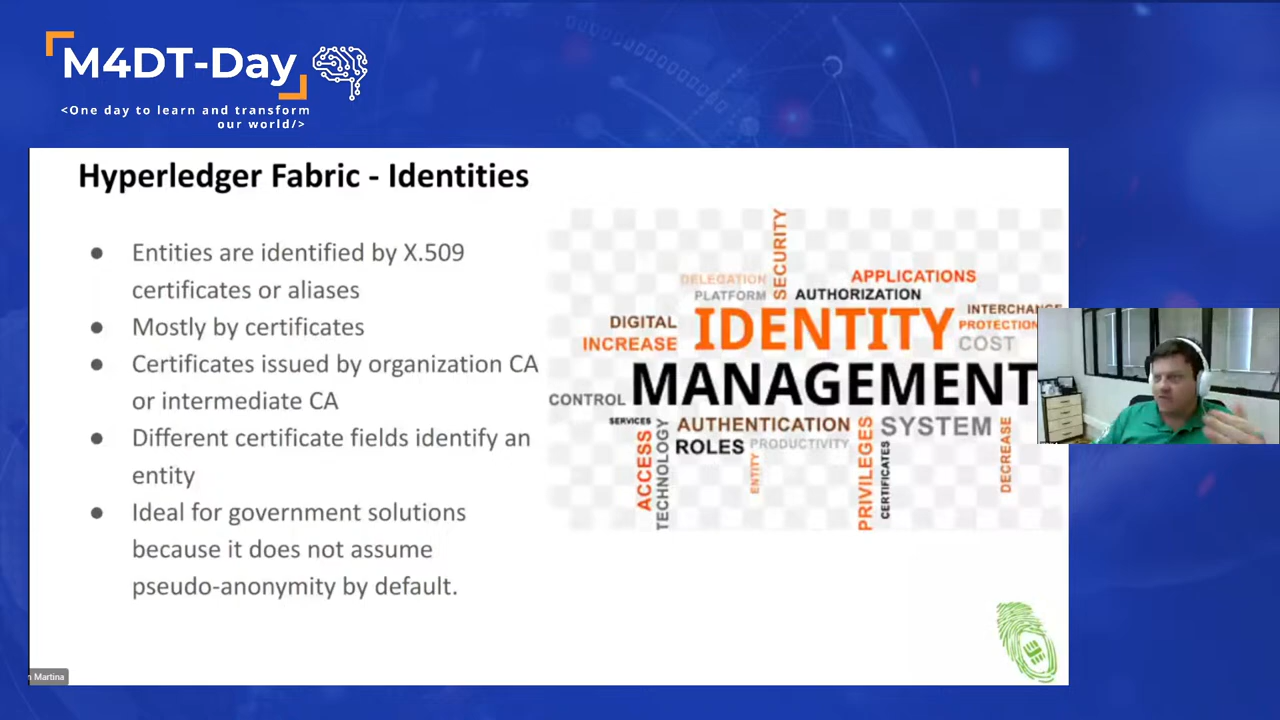 M4DT-Day
<One day to learn and transform
our world/>
Hyperledger Fabric - Identities
● Entities are identified by X.509
certificates or aliases
● Mostly by certificates
● Certificates issued by organization CA
or intermediate CA
● Different certificate fields identify an
entity
● Ideal for government solutions
because it does not assume
pseudo-anonymity by default.
SECURITY
DELEGATION
APPLICATIONS
PLATFORM
AUTHORIZATION
INTERCHANGE
DIGITAL
IDENTITY
PROTECTION
INCREASE
COST
MANAGEMENT
CONTROL
SERVICES
AUTHENTICATION
SYSTEM
ROLES
PRODUCTIVITY
ACCESS
TECHNOLOGY
ENTITY
PRIVILEGES
CERTIFICATES
DECREASE
Martina